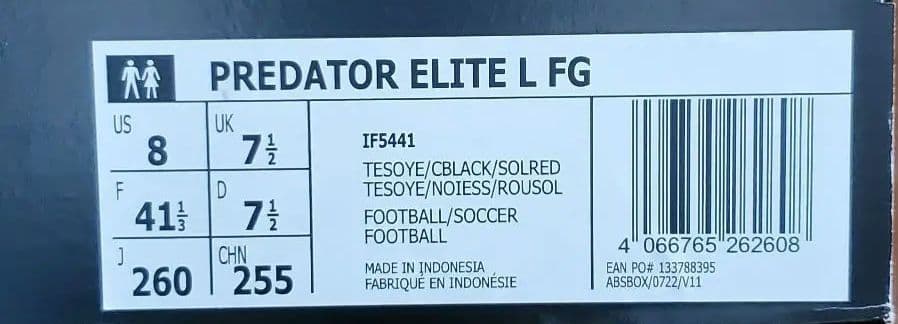 PREDATOR ELITE L FG
US 8 UK 7½
F 41⅓ D 7½
J 260 CHN 255
IF5441
TESOYE/CBLACK/SOLRED
TESOYE/NOIESS/ROUSOL
FOOTBALL/SOCCER
FOOTBALL
MADE IN INDONESIA
FABRIQUÉ EN INDONÉSIE
4 066765 262608
EAN PO# 133788395
ABSBOX/0722/V11